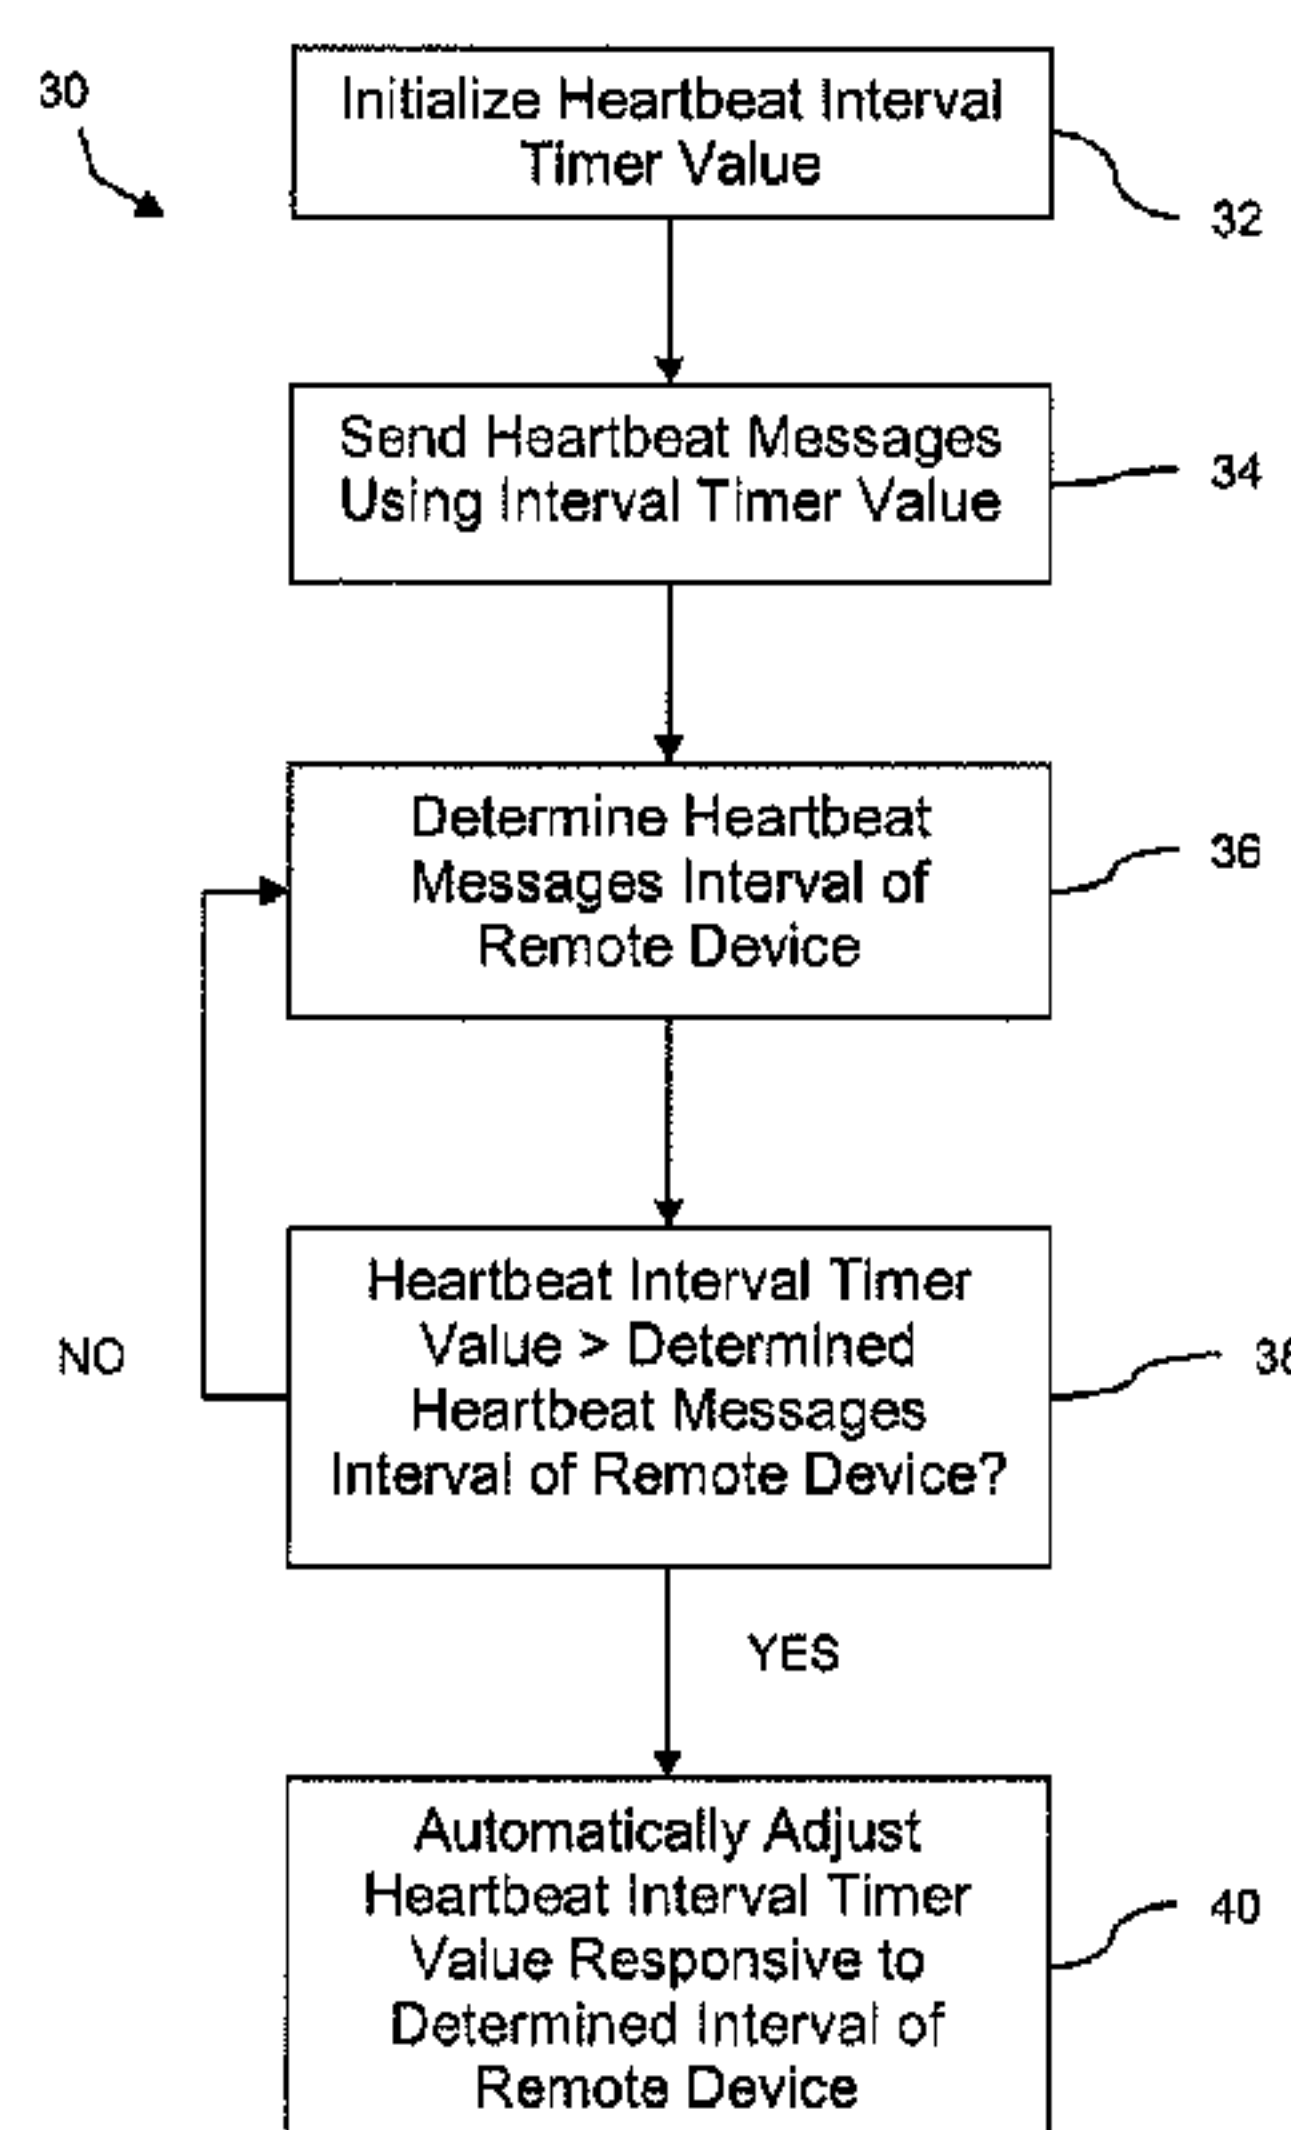 30
Initialize Heartbeat Interval
Timer Value
32
Send Heartbeat Messages
Using Interval Timer Value
34
Determine Heartbeat
Messages Interval of
Remote Device
36
Heartbeat Interval Timer
Value > Determined
Heartbeat Messages
Interval of Remote Device?
NO
38
YES
Automatically Adjust
Heartbeat Interval Timer
Value Responsive to
Determined Interval of
Remote Device
40